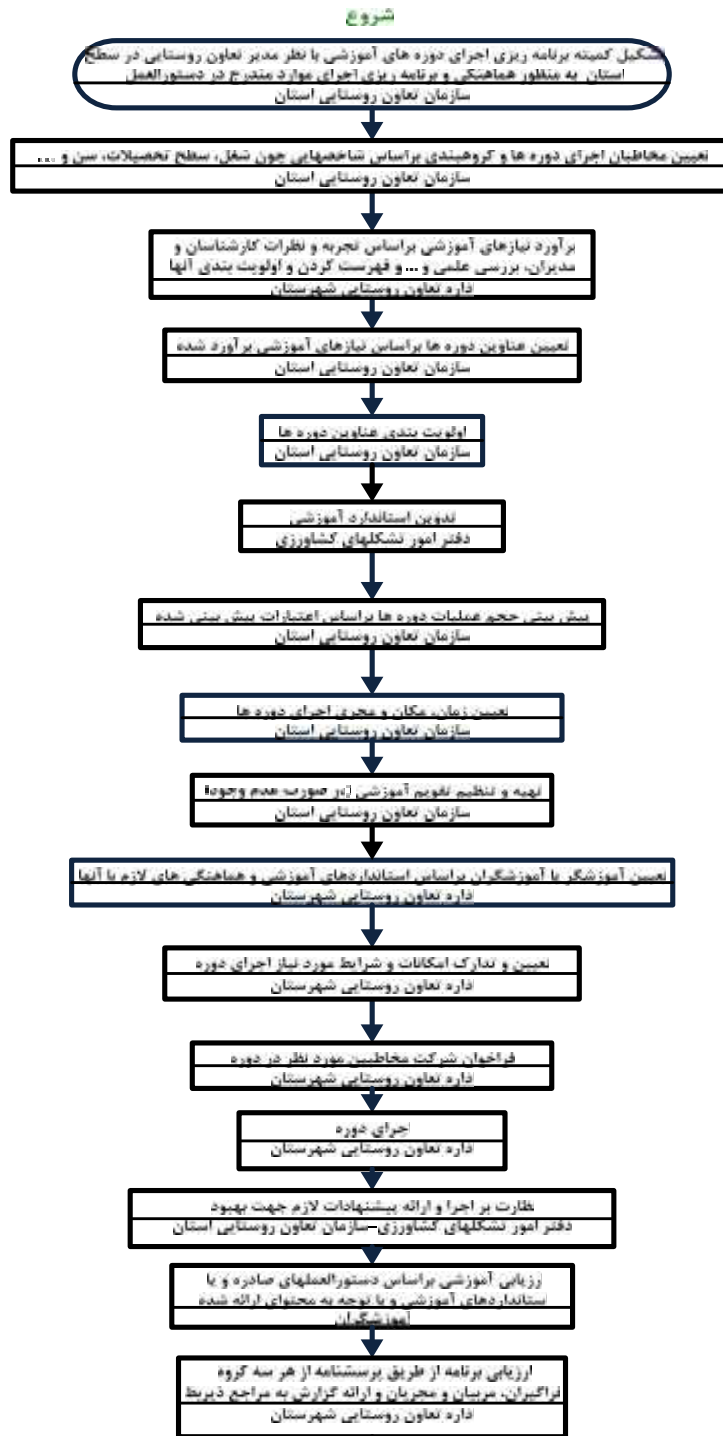 شروع
تشکیل کمیته برنامه ریزی اجرای دوره های آموزشی با نظر مدیر تعاون روستایی در سطح
استان به منظور هماهنگی و برنامه ریزی اجرای موارد مندرج در دستورالعمل
سازمان تعاون روستایی استان
تعیین مخاطبان اجرای دوره ها و گروهبندی براساس شاخصهایی چون شغل، سطح تحصیلات، سن و ....
سازمان تعاون روستایی استان
برآورد نیازهای آموزشی براساس تجربه و نظرات کارشناسان و
مدیران، بررسی علمی و ... و فهرست کردن و اولویت بندی آنها
داره تعاون روستایی شهرستان
تعیین عناوین دوره ها براساس نیازهای آموزشی برآورد شده
سازمان تعاون روستایی استان
اولویت بندی عناوین دوره ها
سازمان تعاون روستایی استان
تدوین استاندارد آموزشی
دفتر امور تشکلهای کشاورزی
پیش بینی حجم عملیات دوره ها براساس اعتبارات پیش بینی شده
سازمان تعاون روستایی استان
تعیین زمان، مکان و مجری اجرای دوره ها
سازمان تعاون روستایی استان
تهیه و تنظیم تقویم آموزشی (در صورت عدم وجود)
سازمان تعاون روستایی استان
تعیین آموزشگر یا آموزشگران براساس استانداردهای آموزشی و هماهنگی های لازم با آنها
داره تعاون روستایی شهرستان
تعیین و تدارک امکانات و شرایط مورد نیاز اجرای دوره
داره تعاون روستایی شهرستان
فراخوان شرکت مخاطبین مورد نظر در دوره
داره تعاون روستایی شهرستان
اجرای دوره
داره تعاون روستایی شهرستان
نظارت بر اجرا و ارائه پیشنهادات لازم جهت بهبود
دفتر امور تشکلهای کشاورزی–سازمان تعاون روستایی استان
رزیابی آموزشی براساس دستورالعملهای صادره و یا
استانداردهای آموزشی و با توجه به محتوای ارائه شده
آموزشگران
ارزیابی برنامه از طریق پرسشنامه از هر سه گروه
فراگیران، مربیان و مجریان و ارائه گزارش به مراجع ذیربط
داره تعاون روستایی شهرستان